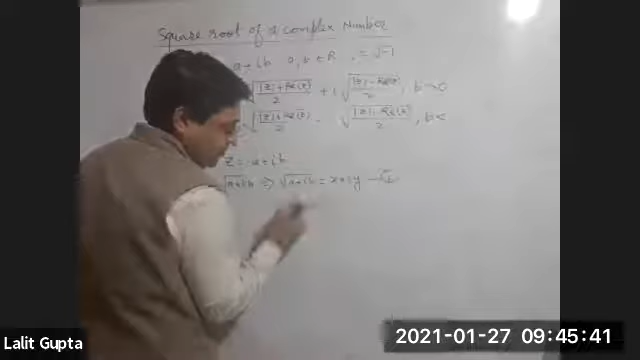 Square root of a complex Number
a+ib a, b ∈ R , = √-1
√|z|+Re(z)/2 + i √|z|-Re(z)/2 , b>0
√|z|+Re(z)/2 - √|z|-Re(z)/2 , b<
z = a+ib
√a+ib ⇒ √a+ib = x+iy
Lalit Gupta
2021-01-27 09:45:41